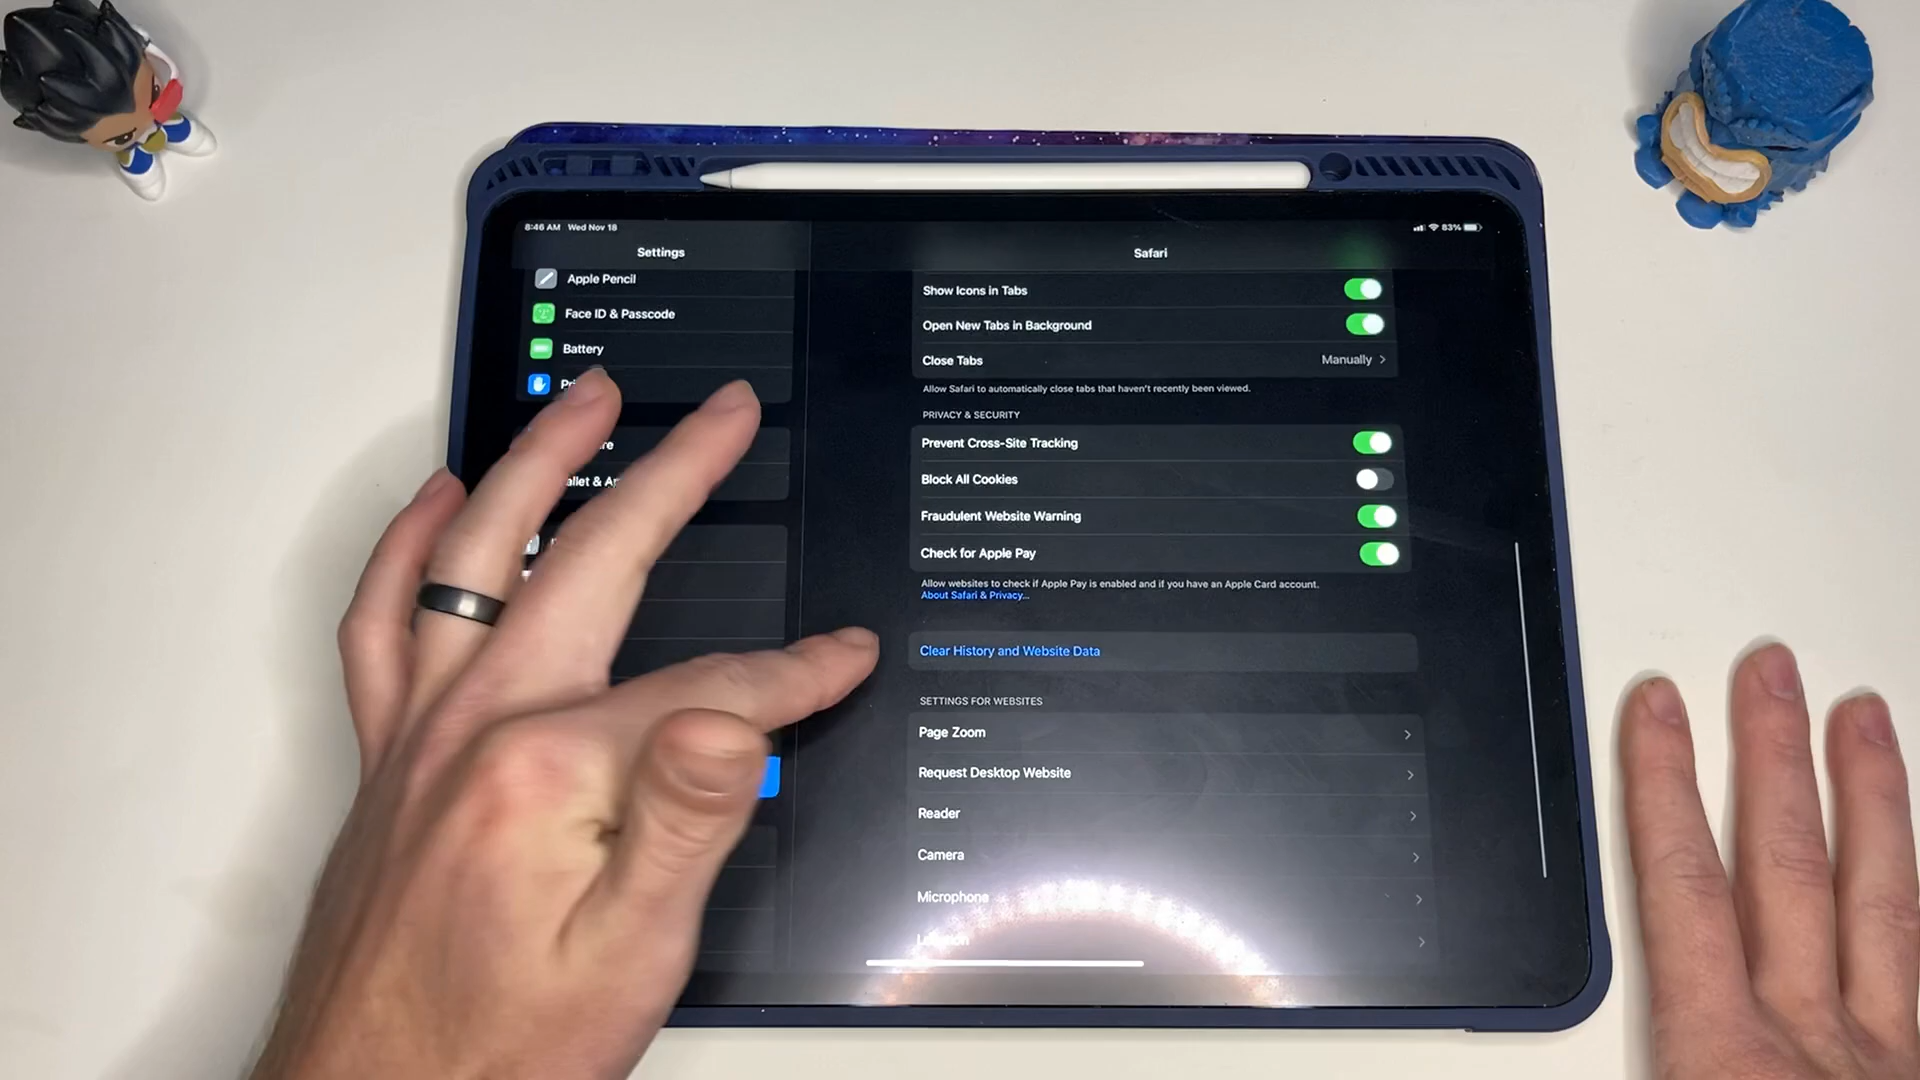 8:46 AM Wed Nov 18
83%
Settings
Apple Pencil
Face ID & Passcode
Battery
Safari
Show Icons in Tabs
Open New Tabs in Background
Close Tabs Manually
Allow Safari to automatically close tabs that haven't recently been viewed.
PRIVACY & SECURITY
Prevent Cross-Site Tracking
Block All Cookies
Fraudulent Website Warning
Check for Apple Pay
Allow websites to check if Apple Pay is enabled and if you have an Apple Card account.
About Safari & Privacy...
Clear History and Website Data
SETTINGS FOR WEBSITES
Page Zoom
Request Desktop Website
Reader
Camera
Microphone
Location